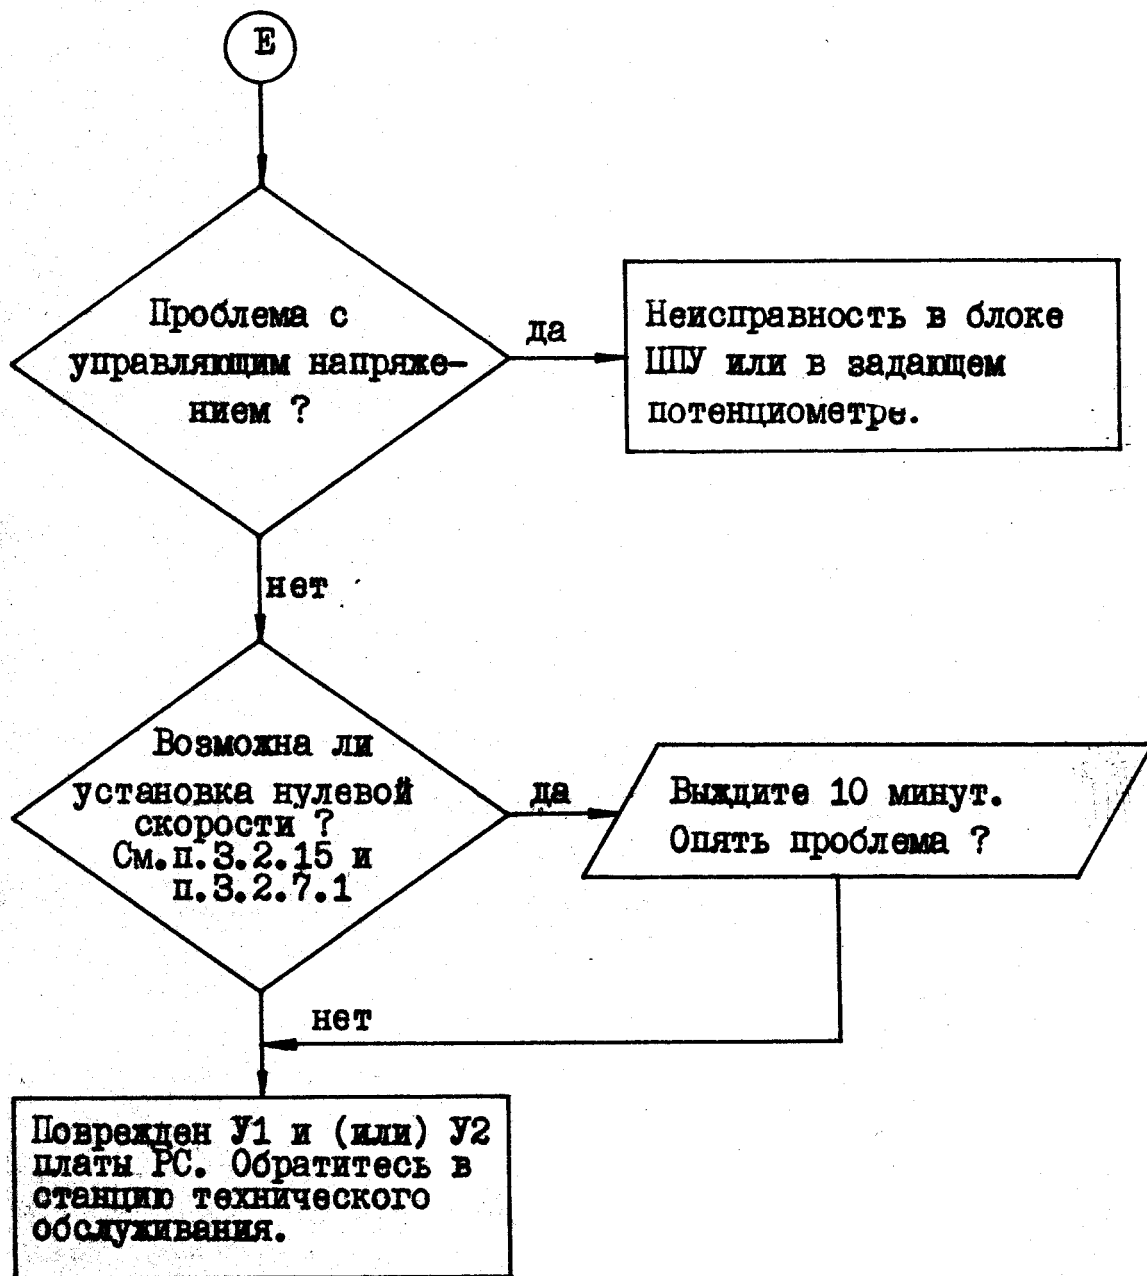 Е
Проблема с
управляющим напряже-
нием ?
да
Неисправность в блоке
ЦПУ или в задающем
потенциометре.
нет
Возможна ли
установка нулевой
скорости ?
См.п.3.2.15 и
п.3.2.7.1
да
Выждите 10 минут.
Опять проблема ?
нет
Поврежден У1 и (или) У2
платы РС. Обратитесь в
станцию технического
обслуживания.